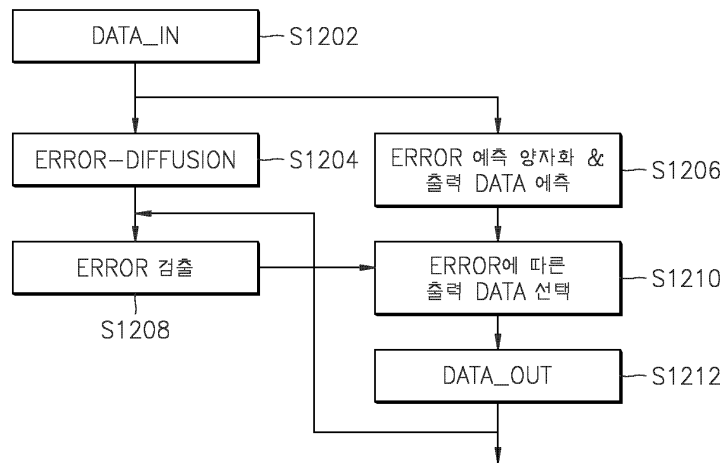 DATA_IN
S1202
ERROR-DIFFUSION
S1204
ERROR 예측 양자화 &
출력 DATA 예측
S1206
ERROR 검출
S1208
ERROR에 따른
출력 DATA 선택
S1210
DATA_OUT
S1212